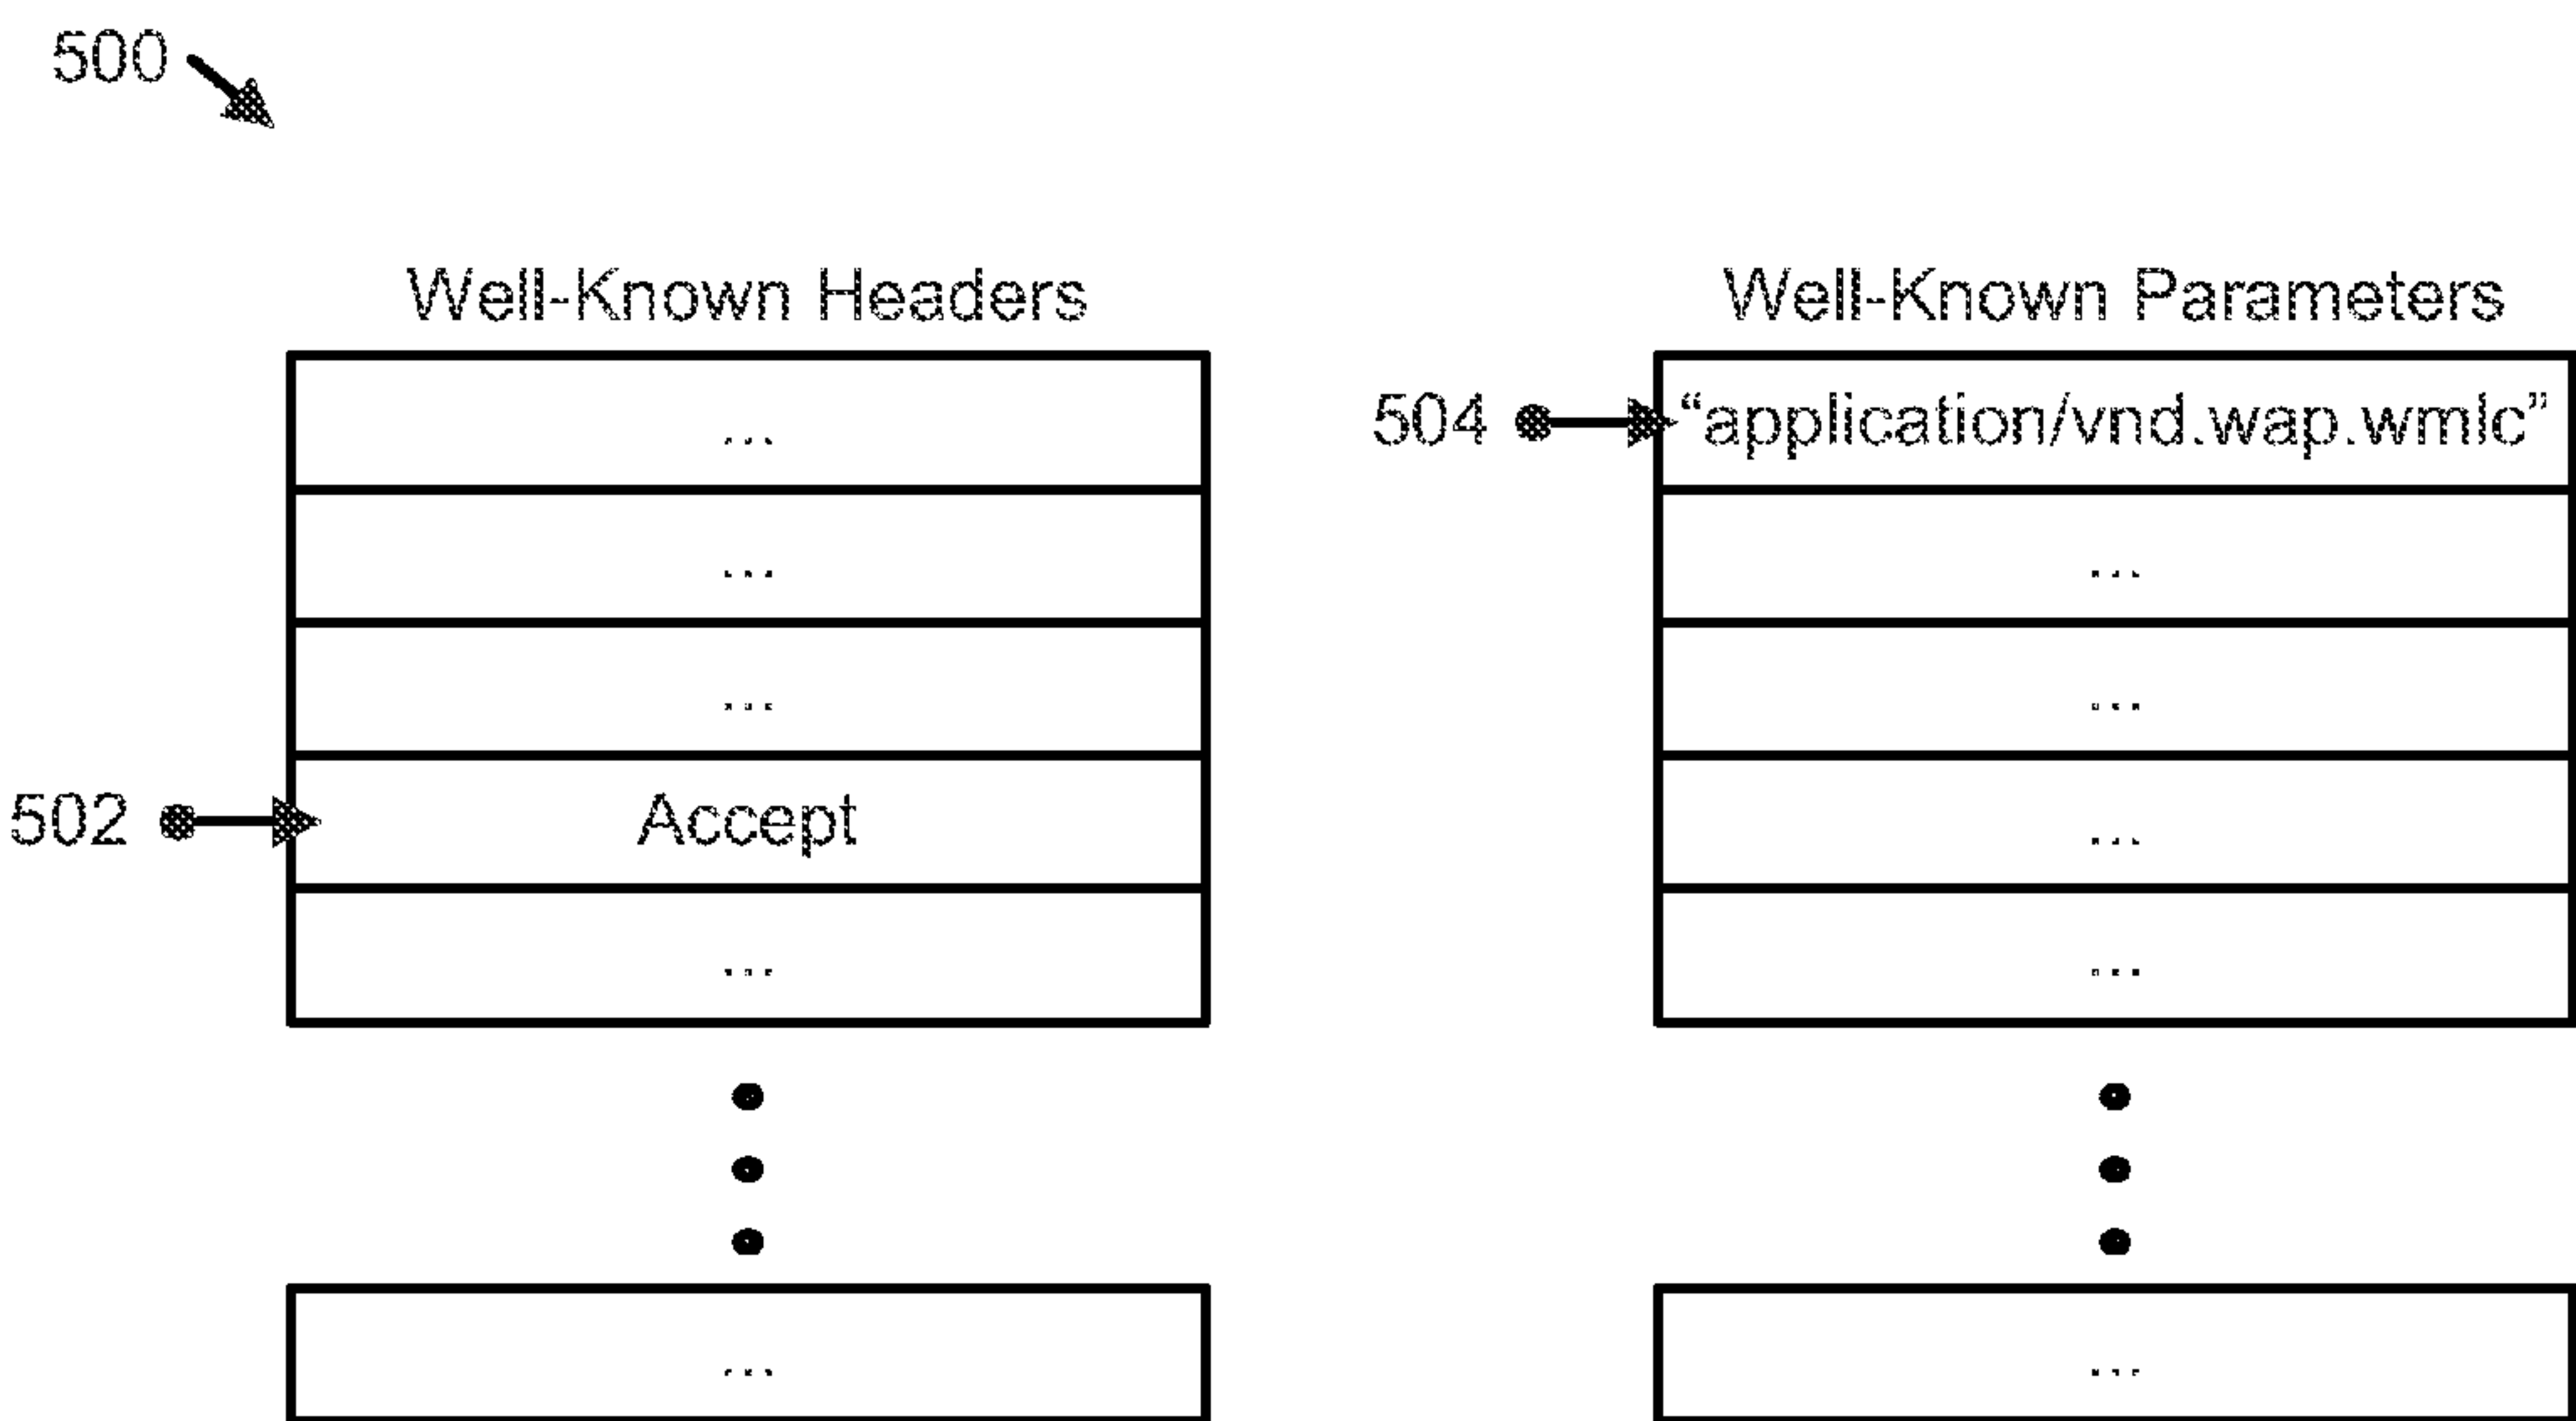 500
Well-Known Headers
...
...
...
502 Accept
...
...
Well-Known Parameters
504 “application/vnd.wap.wmlc”
...
...
...
...
...